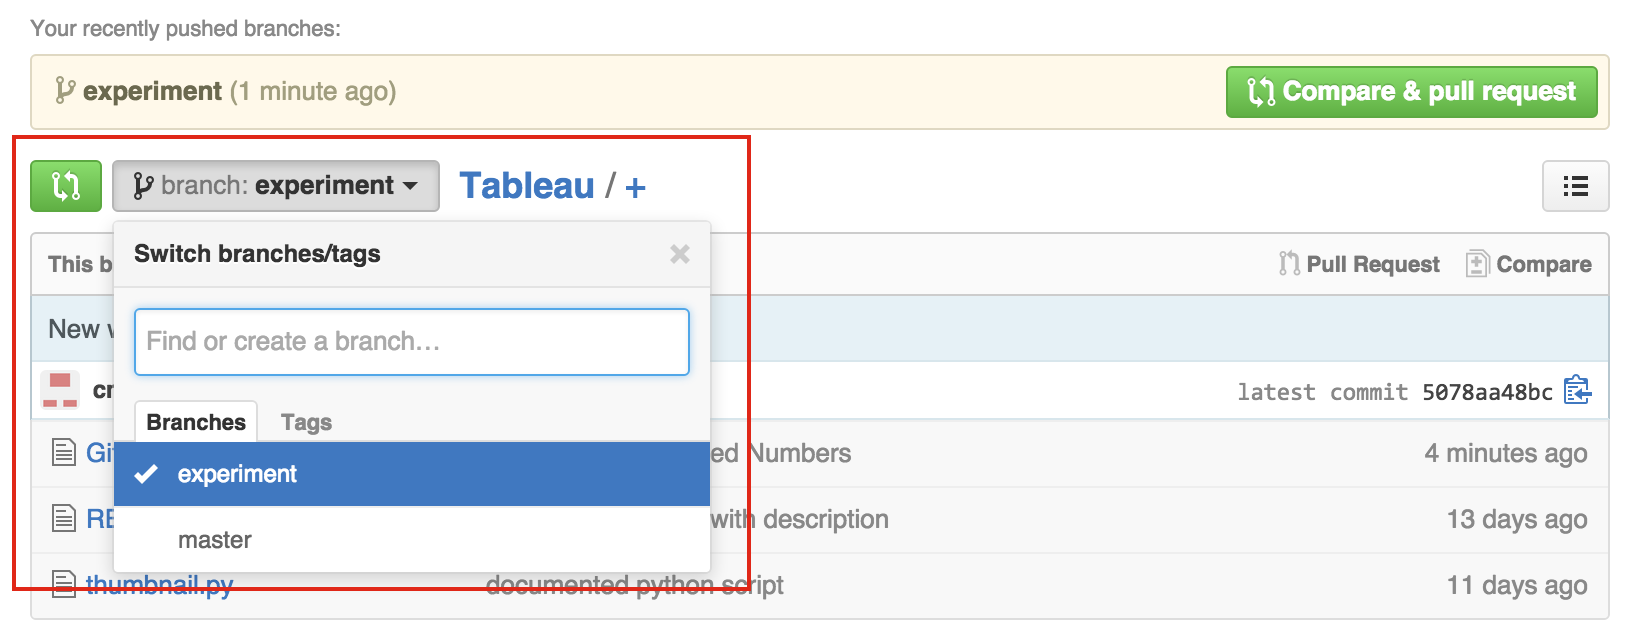 Your recently pushed branches:
experiment (1 minute ago)
Compare & pull request
branch: experiment
Tableau / +
Switch branches/tags
This b
Pull Request
Compare
New
Find or create a branch...
cr
latest commit 5078aa48bc
Branches
Tags
Gi
ed Numbers
4 minutes ago
experiment
RE
with description
13 days ago
master
thumbnail.py
documented python script
11 days ago